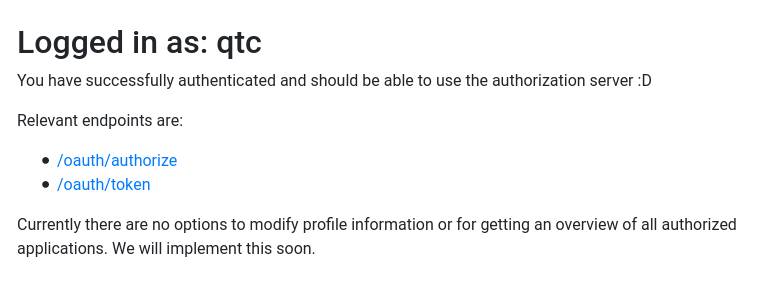 Logged in as: qtc
You have successfully authenticated and should be able to use the authorization server :D
Relevant endpoints are:
/oauth/authorize
/oauth/token
Currently there are no options to modify profile information or for getting an overview of all authorized
applications. We will implement this soon.